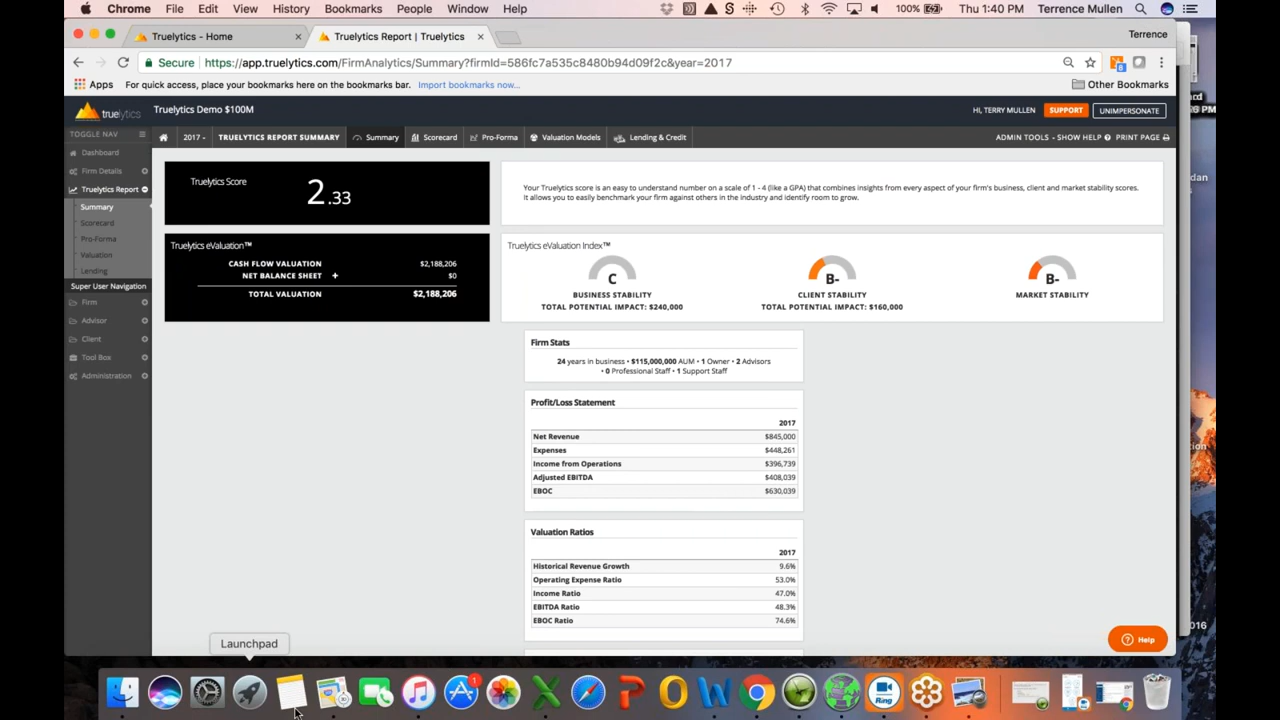 Chrome File Edit View History Bookmarks People Window Help 100% Thu 1:40 PM Terrence Mullen
Truelytics - Home × Truelytics Report | Truelytics × Terrence
Secure https://app.truelytics.com/FirmAnalytics/Summary?firmId=586fc7a535c8480b94d09f2c&year=2017
Apps For quick access, place your bookmarks here on the bookmarks bar. Import bookmarks now... Other Bookmarks
truelytics Truelytics Demo $100M HI, TERRY MULLEN SUPPORT UNIMPERSONATE
TOGGLE NAV 2017 TRUELYTICS REPORT SUMMARY Summary Scorecard Pro-Forma Valuation Models Lending & Credit ADMIN TOOLS SHOW HELP PRINT PAGE
Dashboard
Firm Details
Truelytics Report
Summary
Scorecard
Pro-Forma
Valuation
Lending
Super User Navigation
Firm
Advisor
Client
Tool Box
Administration
Truelytics Score 2.33
Your Truelytics score is an easy to understand number on a scale of 1 - 4 (like a GPA) that combines insights from every aspect of your firm's business, client and market stability scores.
It allows you to easily benchmark your firm against others in the industry and identify room to grow.
Truelytics eValuation™
CASH FLOW VALUATION $2,188,206
NET BALANCE SHEET + $0
TOTAL VALUATION $2,188,206
Truelytics eValuation Index™
C B- B-
BUSINESS STABILITY CLIENT STABILITY MARKET STABILITY
TOTAL POTENTIAL IMPACT: $240,000 TOTAL POTENTIAL IMPACT: $160,000
Firm Stats
24 years in business • $115,000,000 AUM • 1 Owner • 2 Advisors
• 0 Professional Staff • 1 Support Staff
Profit/Loss Statement
2017
Net Revenue $845,000
Expenses $448,261
Income from Operations $396,739
Adjusted EBITDA $408,039
EBOC $630,039
Valuation Ratios
2017
Historical Revenue Growth 9.6%
Operating Expense Ratio 53.0%
Income Ratio 47.0%
EBITDA Ratio 48.3%
EBOC Ratio 74.6%
Help
Launchpad
Ring